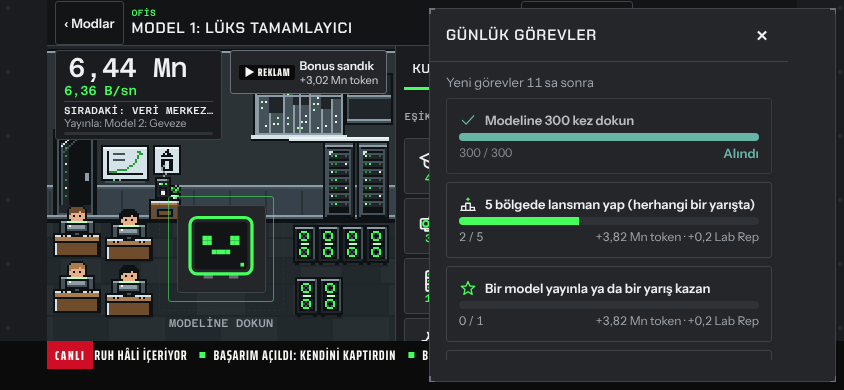 ‹ Modlar
OFİS
MODEL 1: LÜKS TAMAMLAYICI
6,44 Mn
6,36 B/sn
ŞIRADAKİ: VERİ MERKEZ…
Yayınla: Model 2: Geveze
REKLAM
Bonus sandık
+3,02 Mn token
KU
EŞİK
MODELİNE DOKUN
CANLI
RUH HÂLİ İÇERİYOR
BAŞARIM AÇILDI: KENDİNİ KAPTIRDIN
GÜNLÜK GÖREVLER
×
Yeni görevler 11 sa sonra
Modeline 300 kez dokun
300 / 300 Alındı
5 bölgede lansman yap (herhangi bir yarışta)
2 / 5 +3,82 Mn token · +0,2 Lab Rep
Bir model yayınla ya da bir yarış kazan
0 / 1 +3,82 Mn token · +0,2 Lab Rep